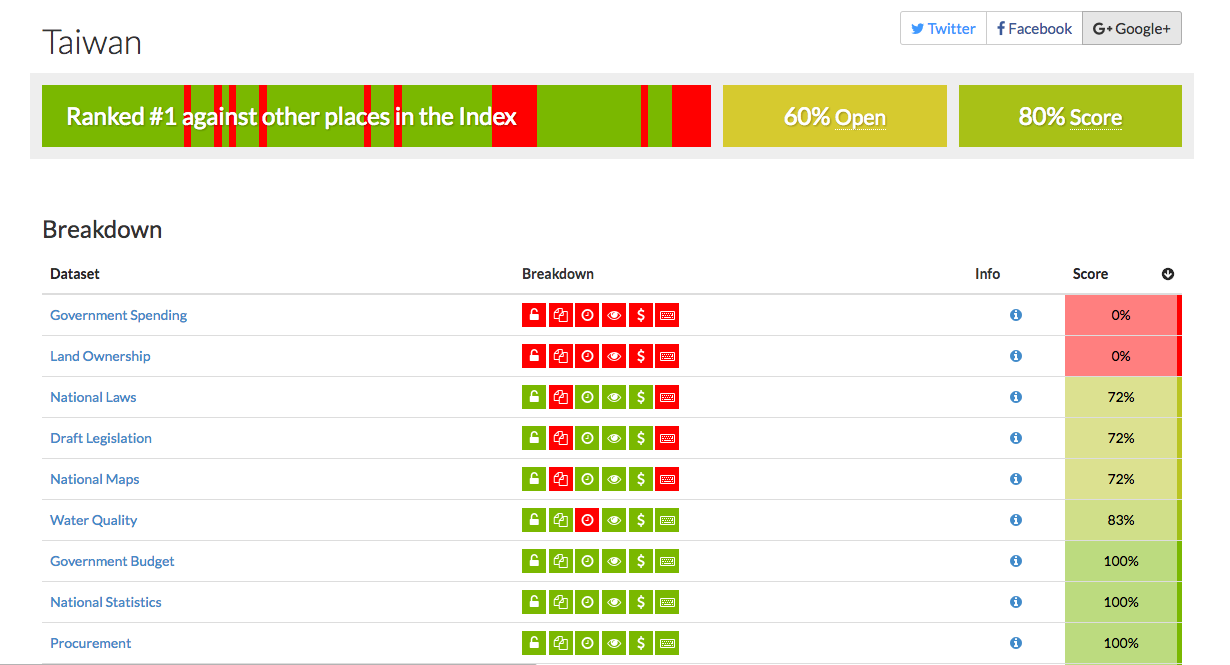 Twitter Facebook G+ Google+
Taiwan
Ranked #1 against other places in the Index 60% Open 80% Score
Breakdown
Dataset Breakdown Info Score
Government Spending $ 0%
Land Ownership $ 0%
National Laws $ 72%
Draft Legislation $ 72%
National Maps $ 72%
Water Quality $ 83%
Government Budget $ 100%
National Statistics $ 100%
Procurement $ 100%